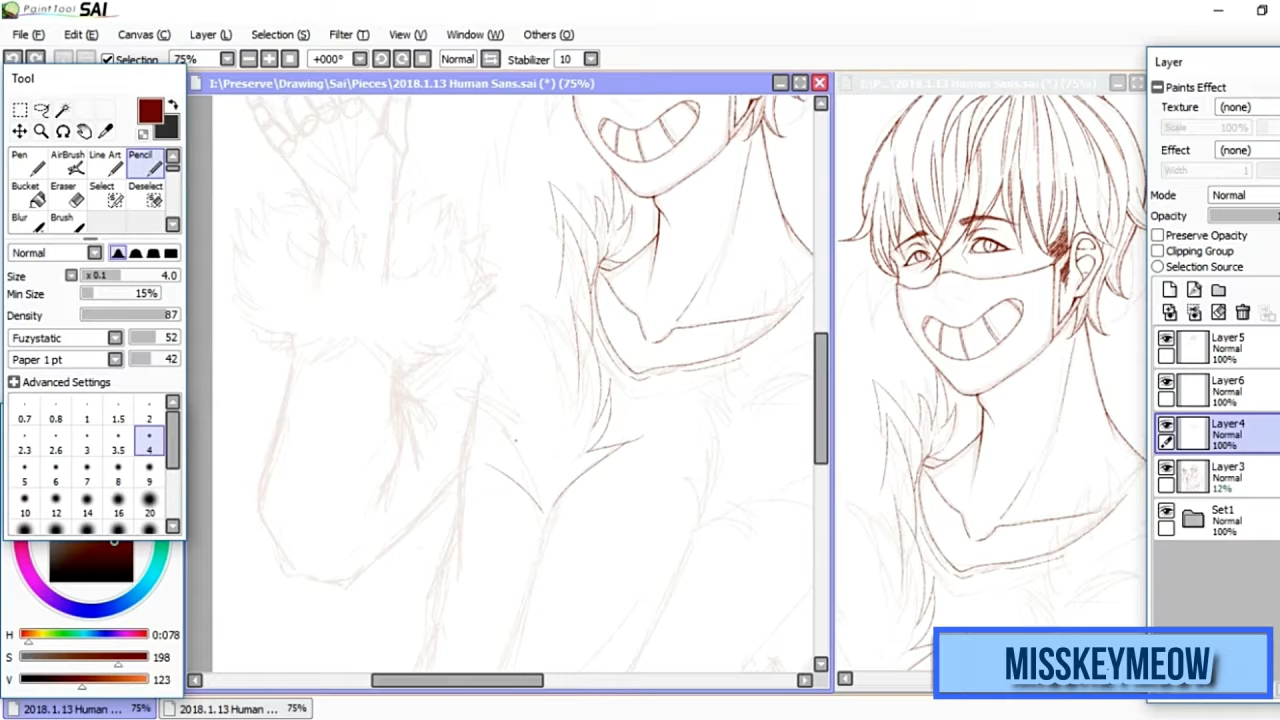 PaintTool SAI
File (F) Edit (E) Canvas (C) Layer (L) Selection (S) Filter (T) View (V) Window (W) Others (O)
Selection 75% +000° Normal Stabilizer 10
Tool
I:\Preserve\Drawing\Sai\Pieces\2018.1.13 Human Sans.sai (*) (75%)
Layer
Paints Effect
Texture (none)
Scale 100%
Effect (none)
Width 1
Mode Normal
Opacity
Preserve Opacity
Clipping Group
Selection Source
Pen AirBrush Line Art Pencil
Bucket Eraser Select Deselect
Blur Brush
Normal
Size x 0.1 4.0
Min Size 15%
Density 87
Fuzystatic 52
Paper 1 pt 42
Advanced Settings
0.7 0.8 1 1.5 2
2.3 2.6 3 3.5 4
5 6 7 8 9
10 12 14 16 20
H 0:078
S 198
V 123
Layer5
Normal
100%
Layer6
Normal
100%
Layer4
Normal
100%
Layer3
Normal
12%
Set1
Normal
100%
MISSKEYMEOW
2018.1.13 Human ... 75% 2018.1.13 Human ... 75%